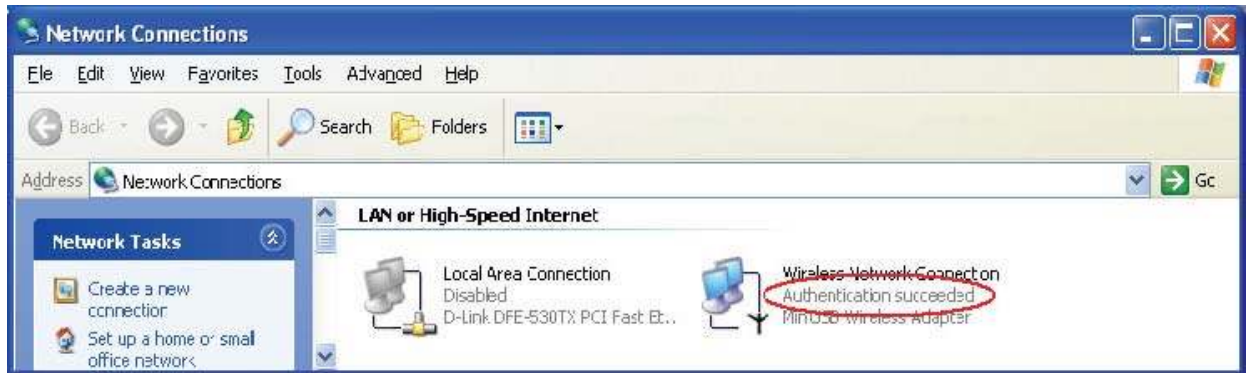 Network Connections
File Edit View Favorites Tools Advanced Help
Back Search Folders
Address Network Connections Go
Network Tasks
Create a new
connection
Set up a home or small
office network
LAN or High-Speed Internet
Local Area Connection
Disabled
D-Link DFE-530TX PCI Fast Et...
Wireless Network Connection
Authentication succeeded
MiniUSB Wireless Adapter